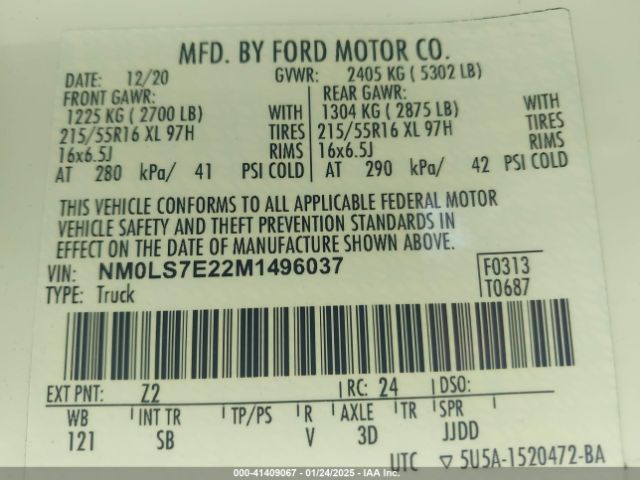 MFD. BY FORD MOTOR CO.
DATE: 12/20 GVWR: 2405 KG ( 5302 LB)
FRONT GAWR: REAR GAWR:
1225 KG ( 2700 LB) WITH 1304 KG ( 2875 LB) WITH
215/55R16 XL 97H TIRES 215/55R16 XL 97H TIRES
16x6.5J RIMS 16x6.5J RIMS
AT 280 kPa/ 41 PSI COLD AT 290 kPa/ 42 PSI COLD
THIS VEHICLE CONFORMS TO ALL APPLICABLE FEDERAL MOTOR
VEHICLE SAFETY AND THEFT PREVENTION STANDARDS IN
EFFECT ON THE DATE OF MANUFACTURE SHOWN ABOVE.
VIN: NM0LS7E22M1496037 F0313
TYPE: Truck T0687
EXT PNT: Z2 RC: 24 DSO:
WB INT TR TP/PS R AXLE TR SPR
121 SB V 3D JJDD
UTC ▽ 5U5A-1520472-BA
000-41409067 - 01/24/2025 - IAA Inc.